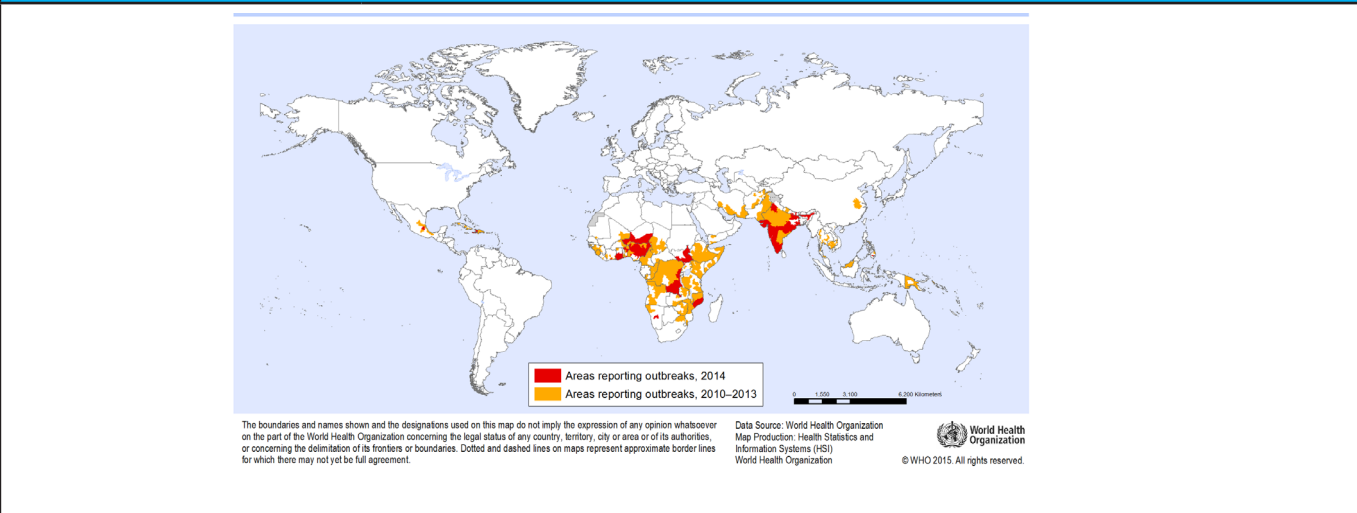 Areas reporting outbreaks, 2014
Areas reporting outbreaks, 2010–2013
0 1,550 3,100 6,200 Kilometers
The boundaries and names shown and the designations used on this map do not imply the expression of any opinion whatsoever
on the part of the World Health Organization concerning the legal status of any country, territory, city or area or of its authorities,
or concerning the delimitation of its frontiers or boundaries. Dotted and dashed lines on maps represent approximate border lines
for which there may not yet be full agreement.
Data Source: World Health Organization
Map Production: Health Statistics and
Information Systems (HSI)
World Health Organization
World Health
Organization
© WHO 2015. All rights reserved.